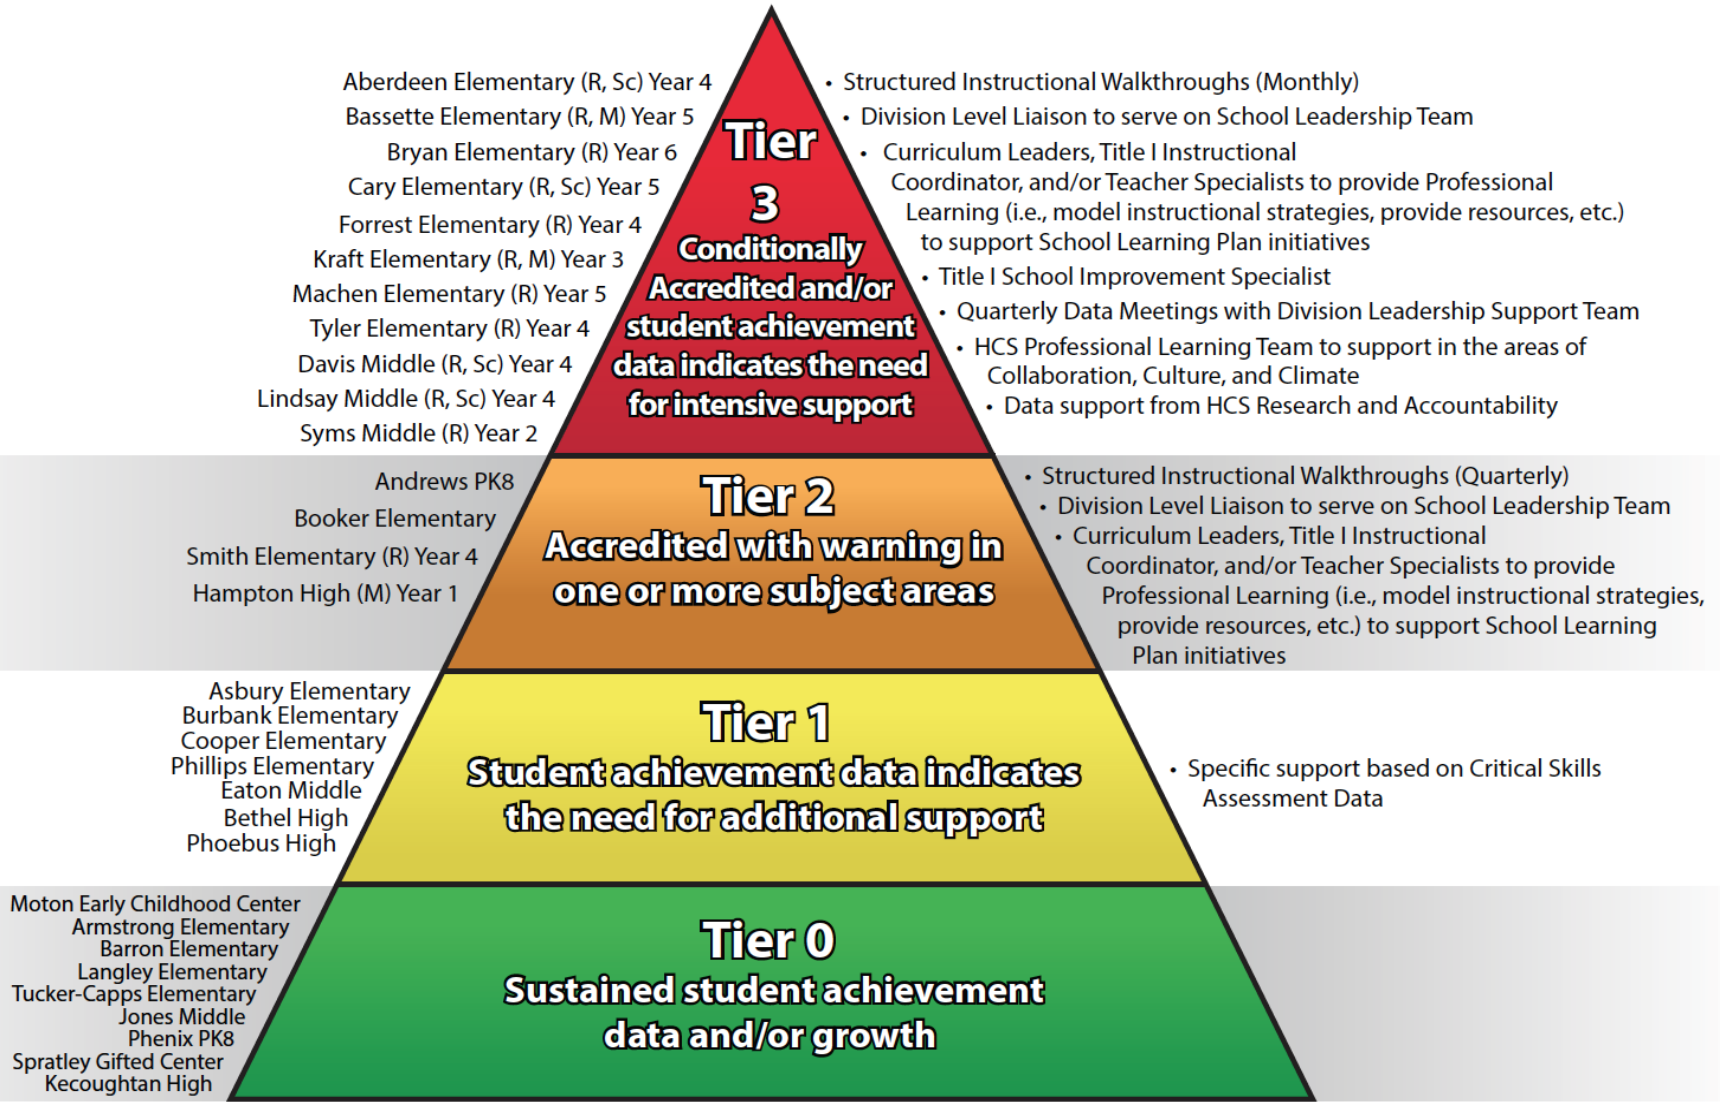 Aberdeen Elementary (R, Sc) Year 4
Bassette Elementary (R, M) Year 5
Bryan Elementary (R) Year 6
Cary Elementary (R, Sc) Year 5
Forrest Elementary (R) Year 4
Kraft Elementary (R, M) Year 3
Machen Elementary (R) Year 5
Tyler Elementary (R) Year 4
Davis Middle (R, Sc) Year 4
Lindsay Middle (R, Sc) Year 4
Syms Middle (R) Year 2
Tier
3
Conditionally
Accredited and/or
student achievement
data indicates the need
for intensive support
• Structured Instructional Walkthroughs (Monthly)
• Division Level Liaison to serve on School Leadership Team
• Curriculum Leaders, Title I Instructional
Coordinator, and/or Teacher Specialists to provide Professional
Learning (i.e., model instructional strategies, provide resources, etc.)
to support School Learning Plan initiatives
• Title I School Improvement Specialist
• Quarterly Data Meetings with Division Leadership Support Team
• HCS Professional Learning Team to support in the areas of
Collaboration, Culture, and Climate
• Data support from HCS Research and Accountability
Andrews PK8
Booker Elementary
Smith Elementary (R) Year 4
Hampton High (M) Year 1
Tier 2
Accredited with warning in
one or more subject areas
• Structured Instructional Walkthroughs (Quarterly)
• Division Level Liaison to serve on School Leadership Team
• Curriculum Leaders, Title I Instructional
Coordinator, and/or Teacher Specialists to provide
Professional Learning (i.e., model instructional strategies,
provide resources, etc.) to support School Learning
Plan initiatives
Asbury Elementary
Burbank Elementary
Cooper Elementary
Phillips Elementary
Eaton Middle
Bethel High
Phoebus High
Tier 1
Student achievement data indicates
the need for additional support
• Specific support based on Critical Skills
Assessment Data
Moton Early Childhood Center
Armstrong Elementary
Barron Elementary
Langley Elementary
Tucker-Capps Elementary
Jones Middle
Phenix PK8
Spratley Gifted Center
Kecoughtan High
Tier 0
Sustained student achievement
data and/or growth